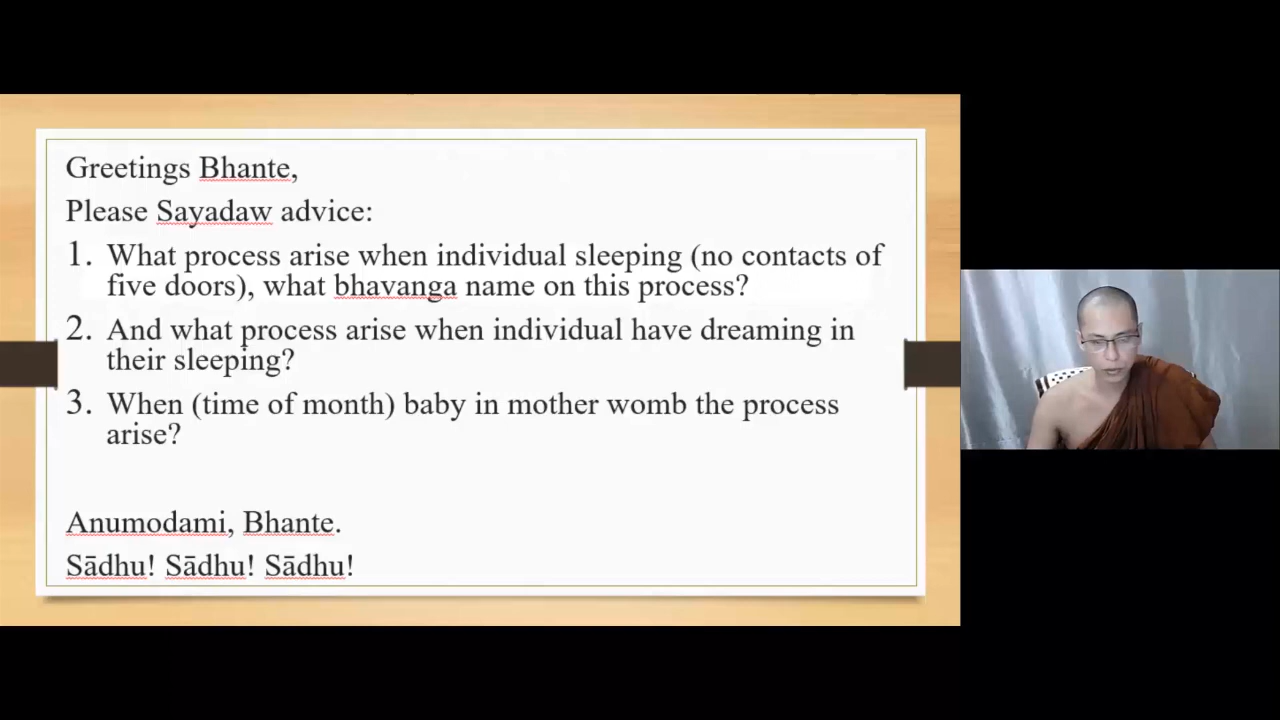 Greetings Bhante,
Please Sayadaw advice:
1. What process arise when individual sleeping (no contacts of
five doors), what bhavanga name on this process?
2. And what process arise when individual have dreaming in
their sleeping?
3. When (time of month) baby in mother womb the process
arise?
Anumodami, Bhante.
Sādhu! Sādhu! Sādhu!